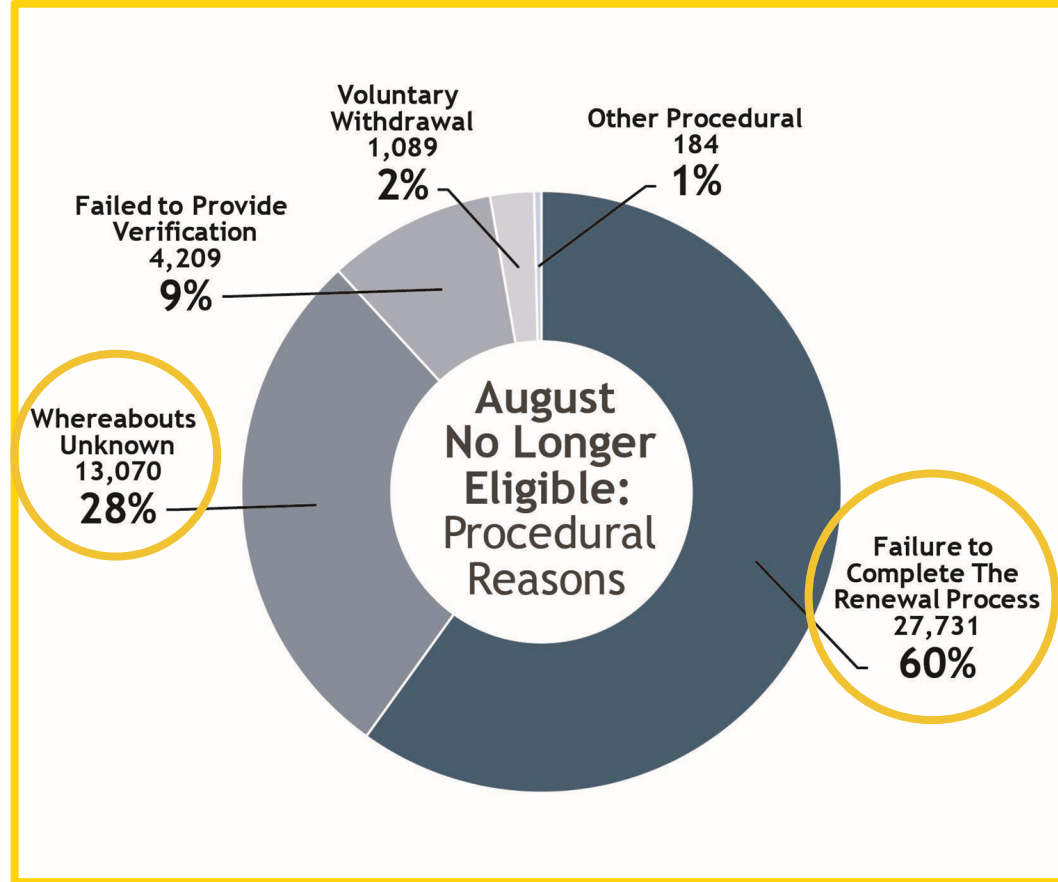 Voluntary
Withdrawal
1,089
2%
Other Procedural
184
1%
Failed to Provide
Verification
4,209
9%
Whereabouts
Unknown
13,070
28%
August
No Longer
Eligible:
Procedural
Reasons
Failure to
Complete The
Renewal Process
27,731
60%